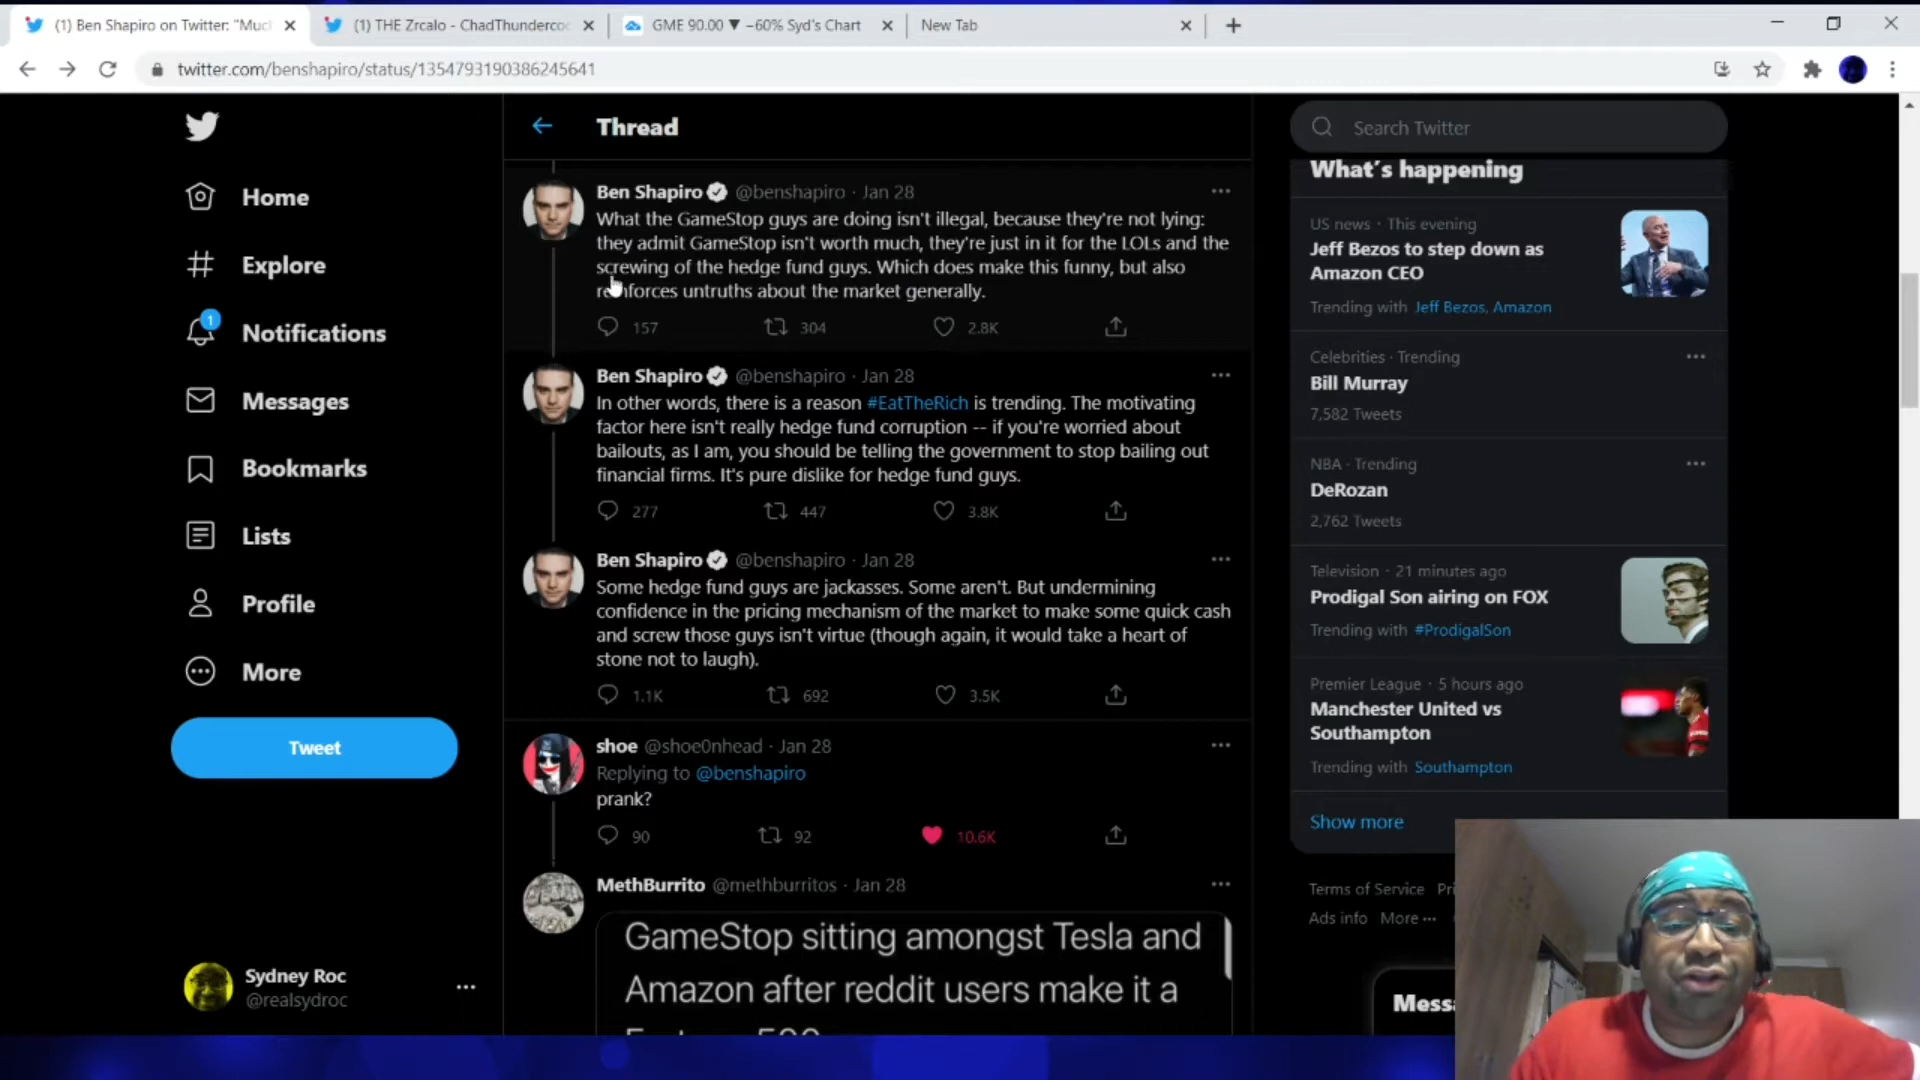 (1) Ben Shapiro on Twitter: "Muc
(1) THE Zrcalo - ChadThunderco
GME 90.00 ▼ −60% Syd's Chart
New Tab
twitter.com/benshapiro/status/1354793190386245641
Home
Explore
1
Notifications
Messages
Bookmarks
Lists
Profile
More
Tweet
Sydney Roc
@realsydroc
Thread
Ben Shapiro @benshapiro · Jan 28
What the GameStop guys are doing isn't illegal, because they're not lying:
they admit GameStop isn't worth much, they're just in it for the LOLs and the
screwing of the hedge fund guys. Which does make this funny, but also
reinforces untruths about the market generally.
157 304 2.8K
Ben Shapiro @benshapiro · Jan 28
In other words, there is a reason #EatTheRich is trending. The motivating
factor here isn't really hedge fund corruption -- if you're worried about
bailouts, as I am, you should be telling the government to stop bailing out
financial firms. It's pure dislike for hedge fund guys.
277 447 3.8K
Ben Shapiro @benshapiro · Jan 28
Some hedge fund guys are jackasses. Some aren't. But undermining
confidence in the pricing mechanism of the market to make some quick cash
and screw those guys isn't virtue (though again, it would take a heart of
stone not to laugh).
1.1K 692 3.5K
shoe @shoe0nhead · Jan 28
Replying to @benshapiro
prank?
90 92 10.6K
MethBurrito @methburritos · Jan 28
GameStop sitting amongst Tesla and
Amazon after reddit users make it a
Search Twitter
What's happening
US news · This evening
Jeff Bezos to step down as
Amazon CEO
Trending with Jeff Bezos, Amazon
Celebrities · Trending
Bill Murray
7,582 Tweets
NBA · Trending
DeRozan
2,762 Tweets
Television · 21 minutes ago
Prodigal Son airing on FOX
Trending with #ProdigalSon
Premier League · 5 hours ago
Manchester United vs
Southampton
Trending with Southampton
Show more
Terms of Service Pri
Ads info More
Messa